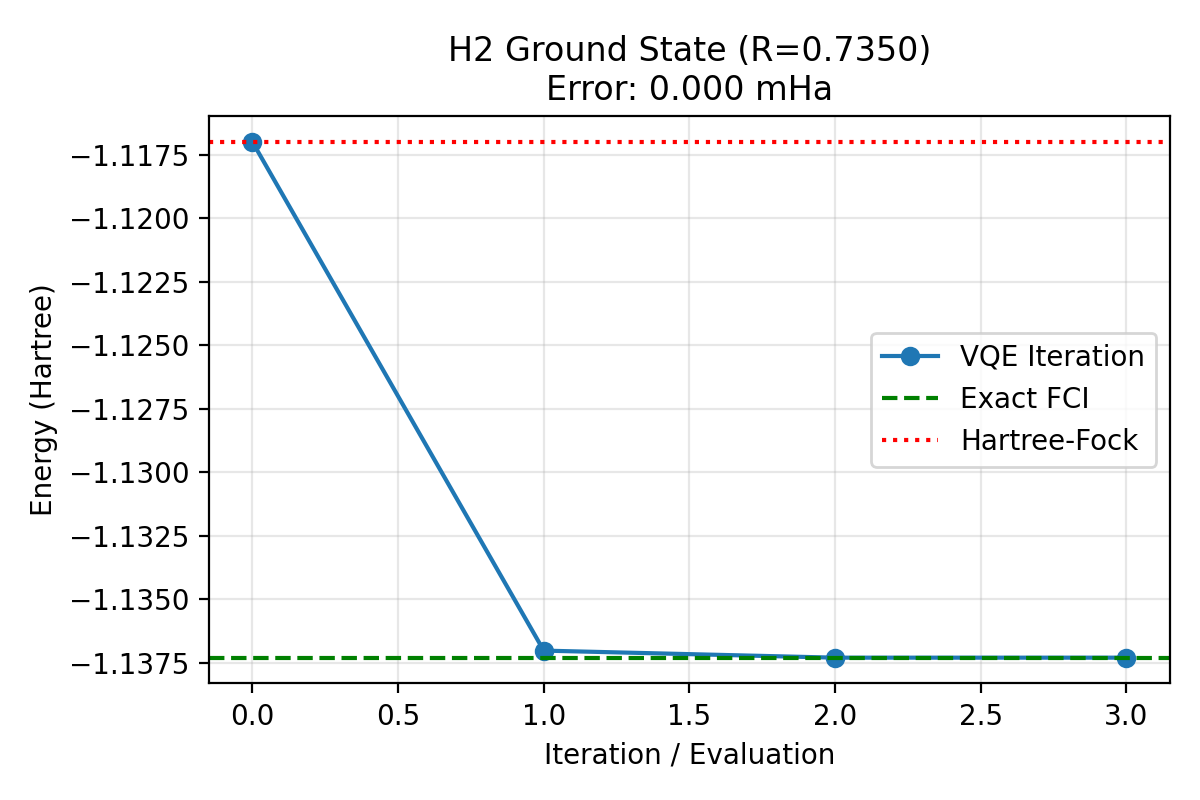 H2 Ground State (R=0.7350)
Error: 0.000 mHa
Energy (Hartree)
−1.1175
−1.1200
−1.1225
−1.1250
−1.1275
−1.1300
−1.1325
−1.1350
−1.1375
VQE Iteration
Exact FCI
Hartree-Fock
0.0 0.5 1.0 1.5 2.0 2.5 3.0
Iteration / Evaluation